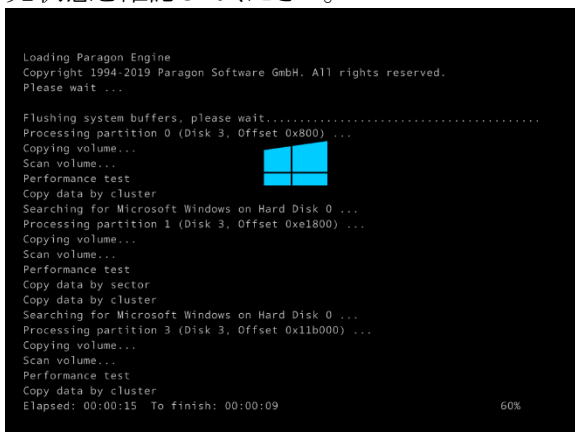 Loading Paragon Engine
Copyright 1994-2019 Paragon Software GmbH. All rights reserved.
Please wait ...
Flushing system buffers, please wait.........................................
Processing partition 0 (Disk 3, Offset 0x800) ...
Copying volume...
Scan volume...
Performance test
Copy data by cluster
Searching for Microsoft Windows on Hard Disk 0 ...
Processing partition 1 (Disk 3, Offset 0xe1800) ...
Copying volume...
Scan volume...
Performance test
Copy data by sector
Copy data by cluster
Searching for Microsoft Windows on Hard Disk 0 ...
Processing partition 3 (Disk 3, Offset 0x11b000) ...
Copying volume...
Scan volume...
Performance test
Copy data by cluster
Elapsed: 00:00:15 To finish: 00:00:09 60%